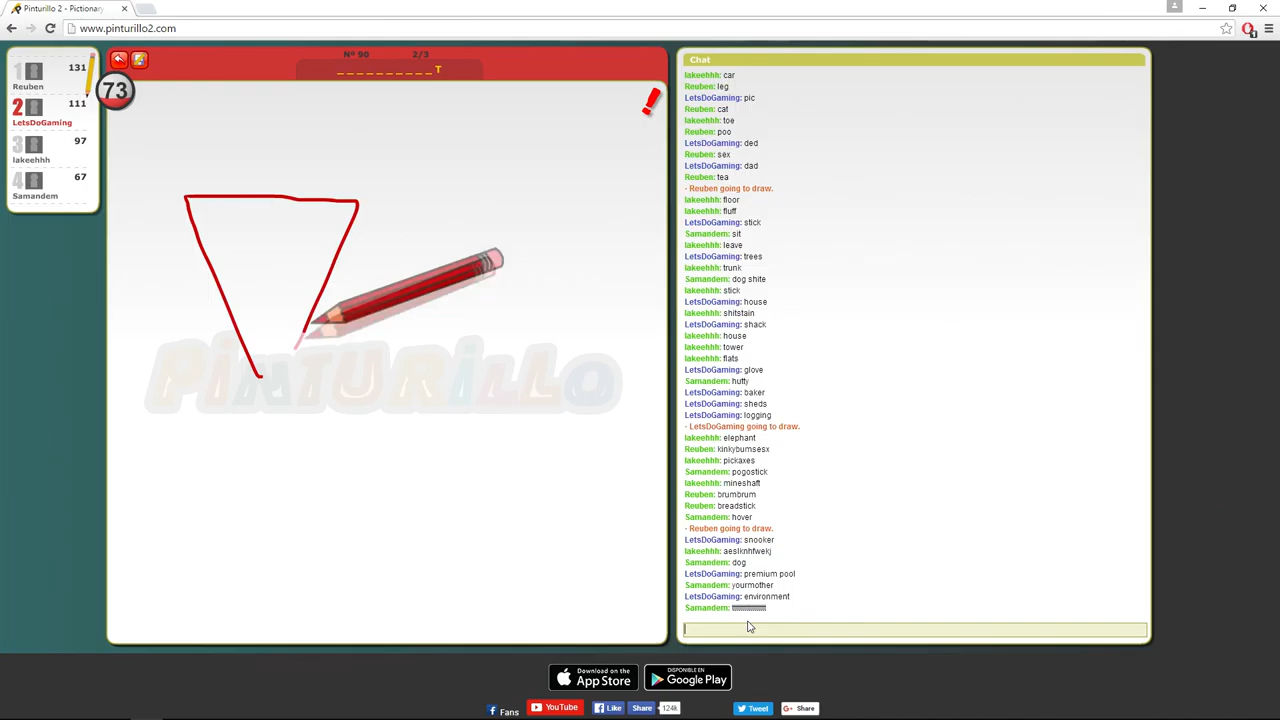 Pinturillo 2 - Pictionary
www.pinturillo2.com
Nº 90 2/3
_ _ _ _ _ _ _ _ _ _ T
73
1 131
Reuben
2 111
LetsDoGaming
3 97
lakeehhh
4 67
Samandem
PiNTURiLLO
Chat
lakeehhh: car
Reuben: leg
LetsDoGaming: pic
Reuben: cat
lakeehhh: toe
Reuben: poo
LetsDoGaming: ded
Reuben: sex
LetsDoGaming: dad
Reuben: tea
- Reuben going to draw.
lakeehhh: floor
lakeehhh: fluff
LetsDoGaming: stick
Samandem: sit
lakeehhh: leave
LetsDoGaming: trees
lakeehhh: trunk
Samandem: dog shite
lakeehhh: stick
LetsDoGaming: house
lakeehhh: shitstain
LetsDoGaming: shack
lakeehhh: house
lakeehhh: tower
lakeehhh: flats
LetsDoGaming: glove
Samandem: hufty
LetsDoGaming: baker
LetsDoGaming: sheds
LetsDoGaming: logging
- LetsDoGaming going to draw.
lakeehhh: elephant
Reuben: kinkybumsesx
lakeehhh: pickaxes
Samandem: pogostick
lakeehhh: mineshaft
Reuben: brumbrum
Reuben: breadstick
Samandem: hover
- Reuben going to draw.
LetsDoGaming: snooker
lakeehhh: aeslknhfwekj
Samandem: dog
LetsDoGaming: premium pool
Samandem: yourmother
LetsDoGaming: environment
Samandem:
Download on the
App Store
DISPONIBLE EN
Google Play
Fans
YouTube
Like
Share
124k
Tweet
Share